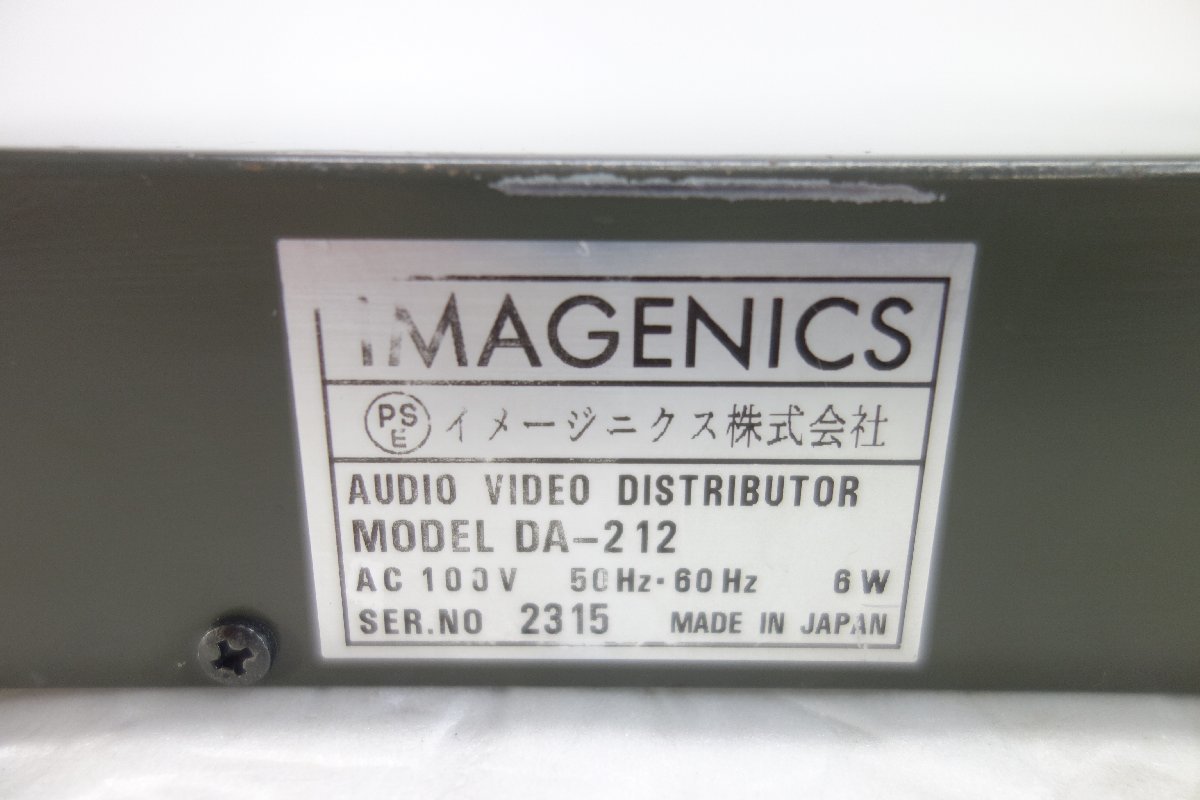 IMAGENICS
PSE イメージニクス株式会社
AUDIO VIDEO DISTRIBUTOR
MODEL DA-212
AC 100V 50Hz·60Hz 6W
SER.NO 2315 MADE IN JAPAN